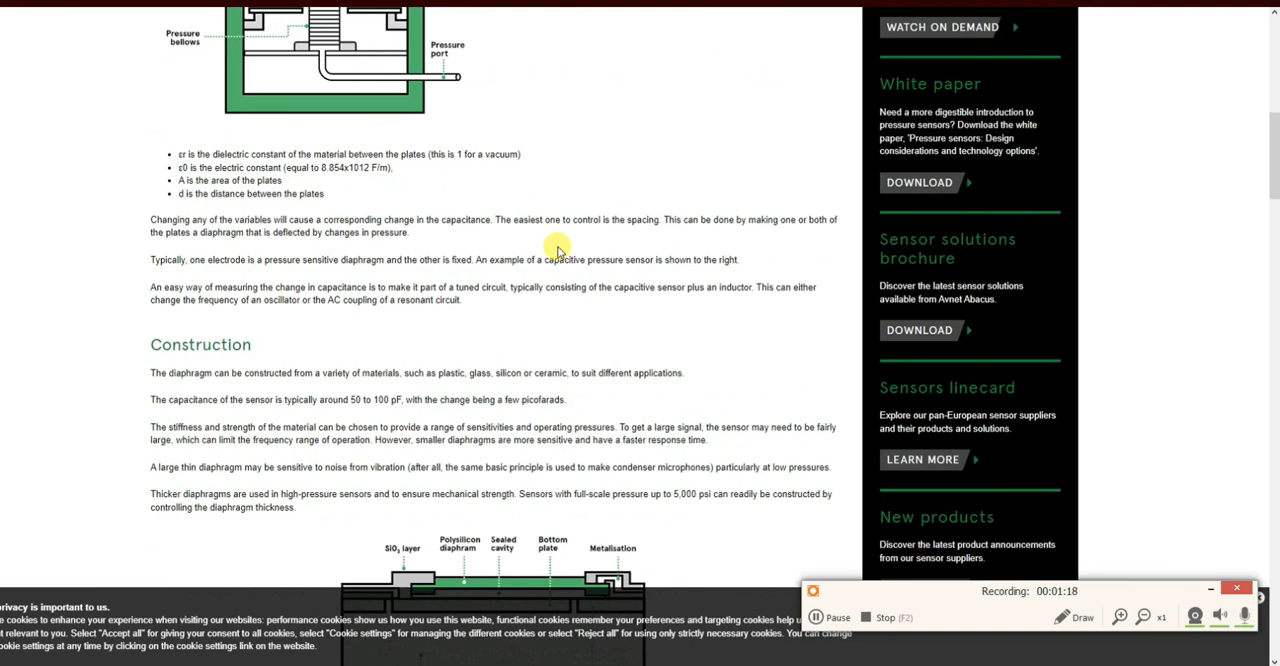 Pressure
bellows
Pressure
port
εr is the dielectric constant of the material between the plates (this is 1 for a vacuum)
ε0 is the electric constant (equal to 8.854x1012 F/m),
A is the area of the plates
d is the distance between the plates
Changing any of the variables will cause a corresponding change in the capacitance. The easiest one to control is the spacing. This can be done by making one or both of
the plates a diaphragm that is deflected by changes in pressure.
Typically, one electrode is a pressure sensitive diaphragm and the other is fixed. An example of a capacitive pressure sensor is shown to the right.
An easy way of measuring the change in capacitance is to make it part of a tuned circuit, typically consisting of the capacitive sensor plus an inductor. This can either
change the frequency of an oscillator or the AC coupling of a resonant circuit.
Construction
The diaphragm can be constructed from a variety of materials, such as plastic, glass, silicon or ceramic, to suit different applications.
The capacitance of the sensor is typically around 50 to 100 pF, with the change being a few picofarads.
The stiffness and strength of the material can be chosen to provide a range of sensitivities and operating pressures. To get a large signal, the sensor may need to be fairly
large, which can limit the frequency range of operation. However, smaller diaphragms are more sensitive and have a faster response time.
A large thin diaphragm may be sensitive to noise from vibration (after all, the same basic principle is used to make condenser microphones) particularly at low pressures.
Thicker diaphragms are used in high-pressure sensors and to ensure mechanical strength. Sensors with full-scale pressure up to 5,000 psi can readily be constructed by
controlling the diaphragm thickness.
SiO₂ layer
Polysilicon
diaphram
Sealed
cavity
Bottom
plate
Metalisation
WATCH ON DEMAND
White paper
Need a more digestible introduction to
pressure sensors? Download the white
paper, 'Pressure sensors: Design
considerations and technology options'.
DOWNLOAD
Sensor solutions
brochure
Discover the latest sensor solutions
available from Avnet Abacus.
DOWNLOAD
Sensors linecard
Explore our pan-European sensor suppliers
and their products and solutions.
LEARN MORE
New products
Discover the latest product announcements
from our sensor suppliers.
rivacy is important to us.
e cookies to enhance your experience when visiting our websites: performance cookies show us how you use this website, functional cookies remember your preferences and targeting cookies help u
nt relevant to you. Select "Accept all" for giving your consent to all cookies, select "Cookie settings" for managing the different cookies or select "Reject all" for using only strictly necessary cookies. You can change
ookie settings at any time by clicking on the cookie settings link on the website.
Recording: 00:01:18
Pause
Stop (F2)
Draw
x1